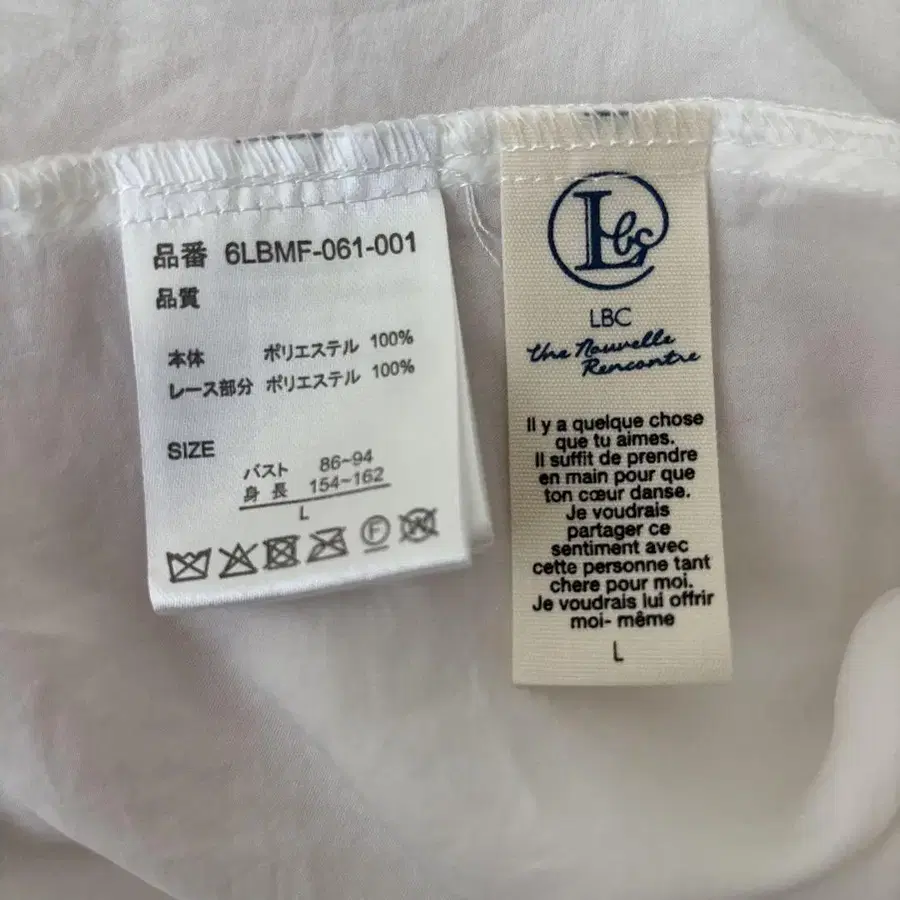 品番 6LBMF-061-001
品質
本体 ポリエステル 100%
レース部分 ポリエステル 100%
SIZE
バスト 86~94
身長 154~162
L
Lbc
LBC
Une Nouvelle
Rencontre
Il y a quelque chose
que tu aimes.
Il suffit de prendre
en main pour que
ton cœur danse.
Je voudrais
partager ce
sentiment avec
cette personne tant
chere pour moi.
Je voudrais lui offrir
moi- même
L